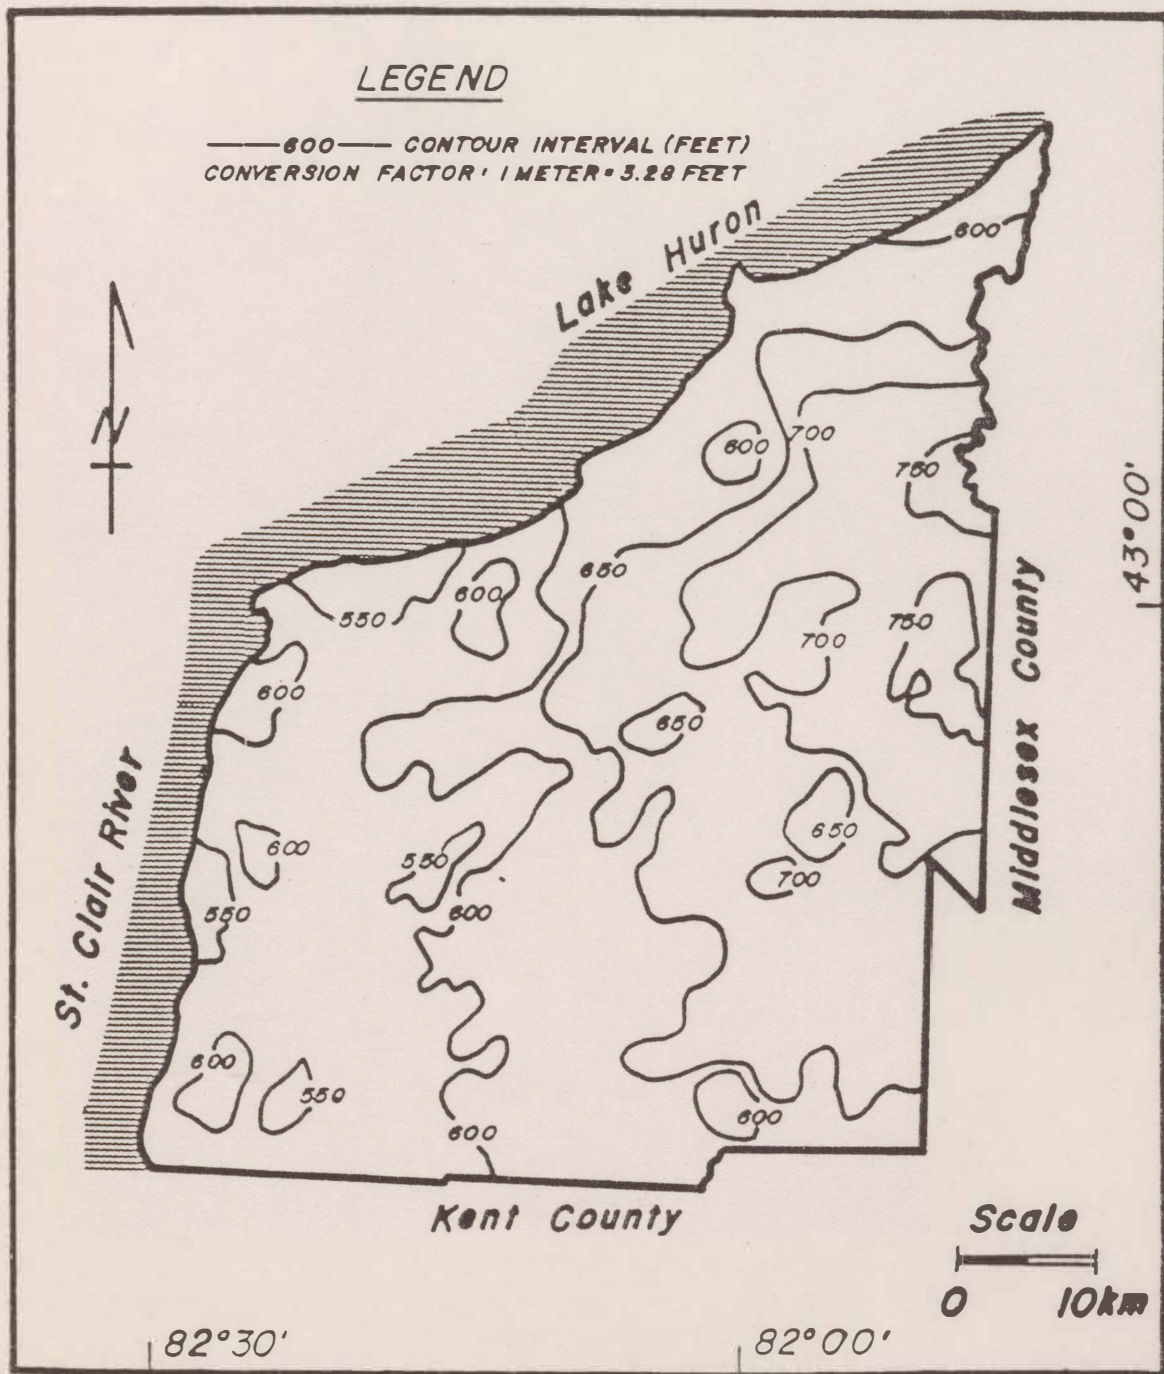 LEGEND
600 CONTOUR INTERVAL (FEET)
CONVERSION FACTOR: 1 METER = 3.28 FEET
Lake Huron
600
N
600
700
750
43°00'
650
600
550
700
750
600
650
Middlesex County
St. Clair River
600
650
550
700
550
600
600
550
600
600
Kent County
Scale
0 10km
82°30' 82°00'